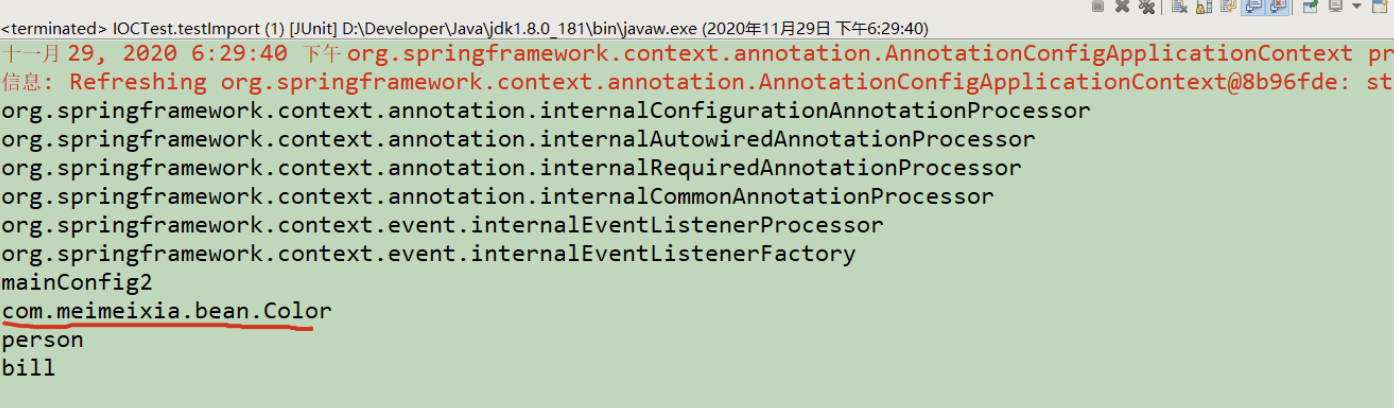 <terminated> IOCTest.testImport (1) [JUnit] D:\Developer\Java\jdk1.8.0_181\bin\javaw.exe (2020年11月29日 下午6:29:40)
十一月 29, 2020 6:29:40 下午 org.springframework.context.annotation.AnnotationConfigApplicationContext pr
信息: Refreshing org.springframework.context.annotation.AnnotationConfigApplicationContext@8b96fde: st
org.springframework.context.annotation.internalConfigurationAnnotationProcessor
org.springframework.context.annotation.internalAutowiredAnnotationProcessor
org.springframework.context.annotation.internalRequiredAnnotationProcessor
org.springframework.context.annotation.internalCommonAnnotationProcessor
org.springframework.context.event.internalEventListenerProcessor
org.springframework.context.event.internalEventListenerFactory
mainConfig2
com.meimeixia.bean.Color
person
bill